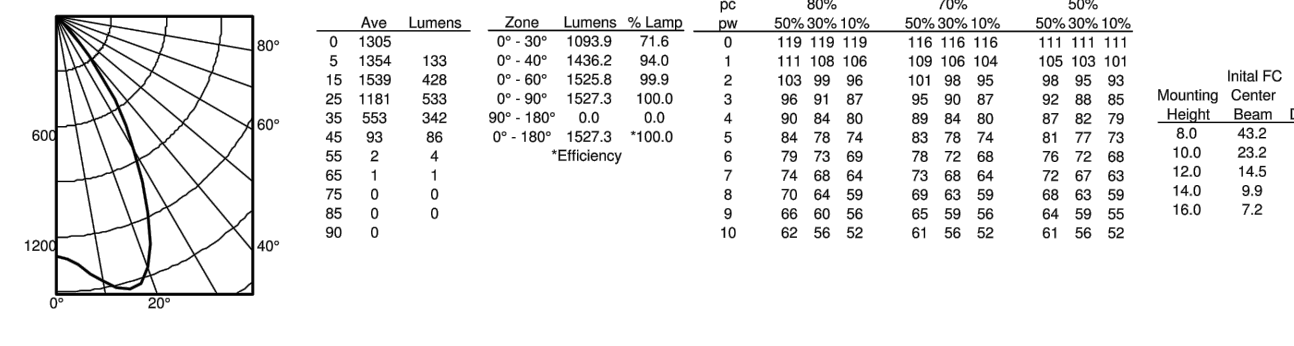 80°
60°
600
1200
40°
0°
20°
Ave Lumens
0 1305
5 1354 133
15 1539 428
25 1181 533
35 553 342
45 93 86
55 2 4
65 1 1
75 0 0
85 0 0
90 0
Zone Lumens % Lamp
0° - 30° 1093.9 71.6
0° - 40° 1436.2 94.0
0° - 60° 1525.8 99.9
0° - 90° 1527.3 100.0
90° - 180° 0.0 0.0
0° - 180° 1527.3 *100.0
*Efficiency
pc 80% 70% 50%
pw 50% 30% 10% 50% 30% 10% 50% 30% 10%
0 119 119 119 116 116 116 111 111 111
1 111 108 106 109 106 104 105 103 101
2 103 99 96 101 98 95 98 95 93
3 96 91 87 95 90 87 92 88 85
4 90 84 80 89 84 80 87 82 79
5 84 78 74 83 78 74 81 77 73
6 79 73 69 78 72 68 76 72 68
7 74 68 64 73 68 64 72 67 63
8 70 64 59 69 63 59 68 63 59
9 66 60 56 65 59 56 64 59 55
10 62 56 52 61 56 52 61 56 52
Inital FC
Mounting Center
Height Beam
8.0 43.2
10.0 23.2
12.0 14.5
14.0 9.9
16.0 7.2